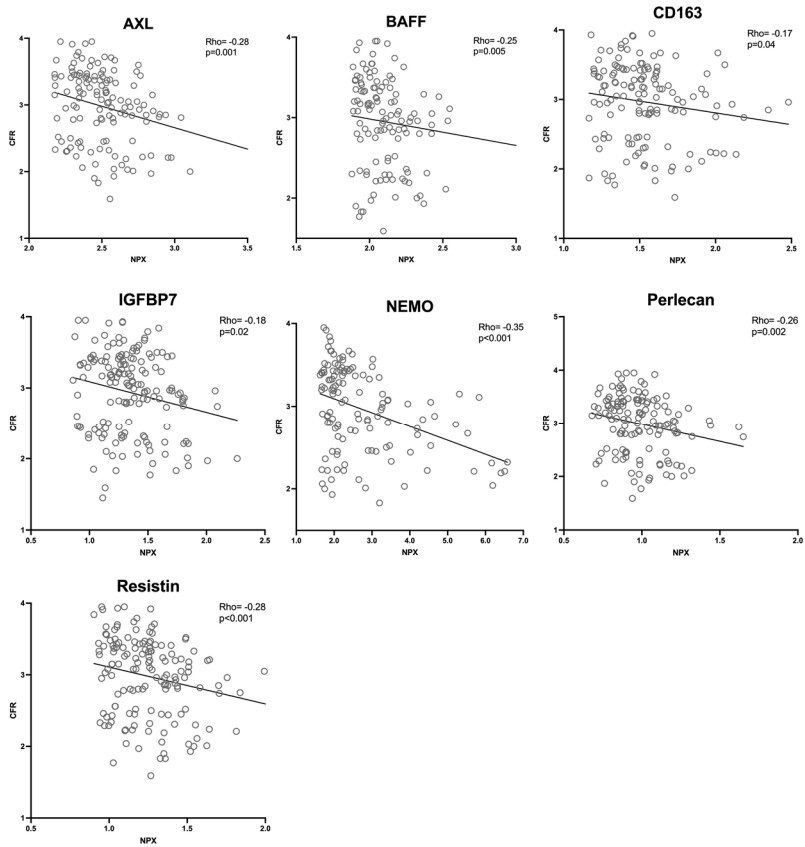 AXL
Rho= -0.28
p=0.001
4
3
2
1
CFR
2.0 2.5 3.0 3.5
NPX
BAFF
Rho= -0.25
p=0.005
4
3
2
CFR
1.5 2.0 2.5 3.0
NPX
CD163
Rho= -0.17
p=0.04
4
3
2
1
CFR
1.0 1.5 2.0 2.5
NPX
IGFBP7
Rho= -0.18
p=0.02
4
3
2
1
CFR
0.5 1.0 1.5 2.0 2.5
NPX
NEMO
Rho= -0.35
p<0.001
4
3
2
CFR
1.0 2.0 3.0 4.0 5.0 6.0 7.0
NPX
Perlecan
Rho= -0.26
p=0.002
5
4
3
2
1
CFR
0.5 1.0 1.5 2.0
NPX
Resistin
Rho= -0.28
p<0.001
4
3
2
1
CFR
0.5 1.0 1.5 2.0
NPX